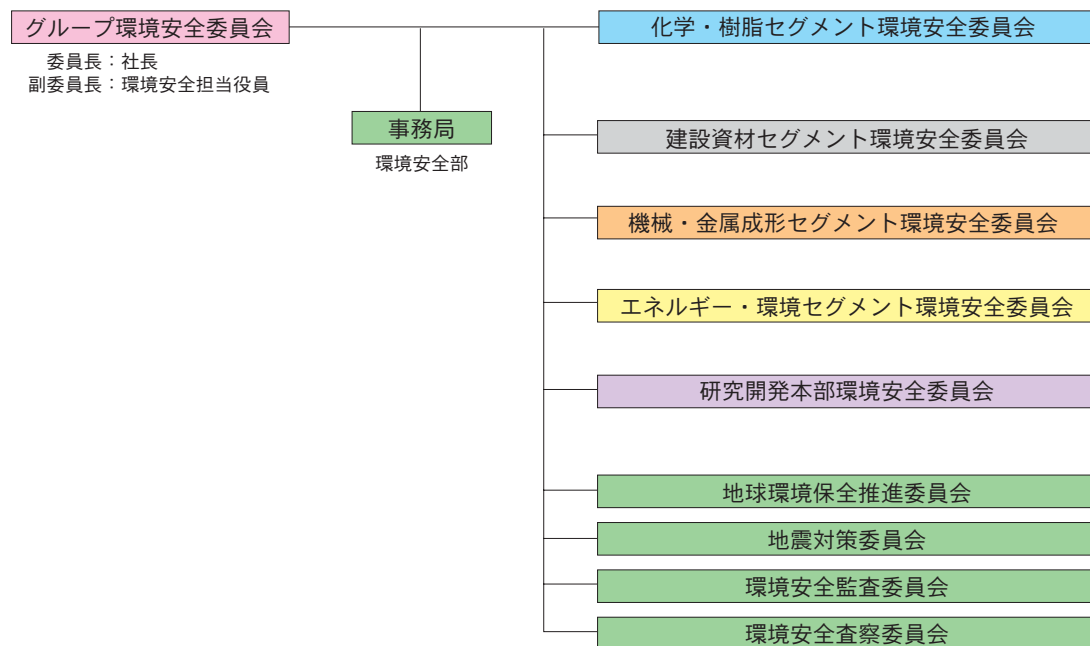 グループ環境安全委員会
委員長：社長
副委員長：環境安全担当役員
事務局
環境安全部
化学・樹脂セグメント環境安全委員会
建設資材セグメント環境安全委員会
機械・金属成形セグメント環境安全委員会
エネルギー・環境セグメント環境安全委員会
研究開発本部環境安全委員会
地球環境保全推進委員会
地震対策委員会
環境安全監査委員会
環境安全査察委員会